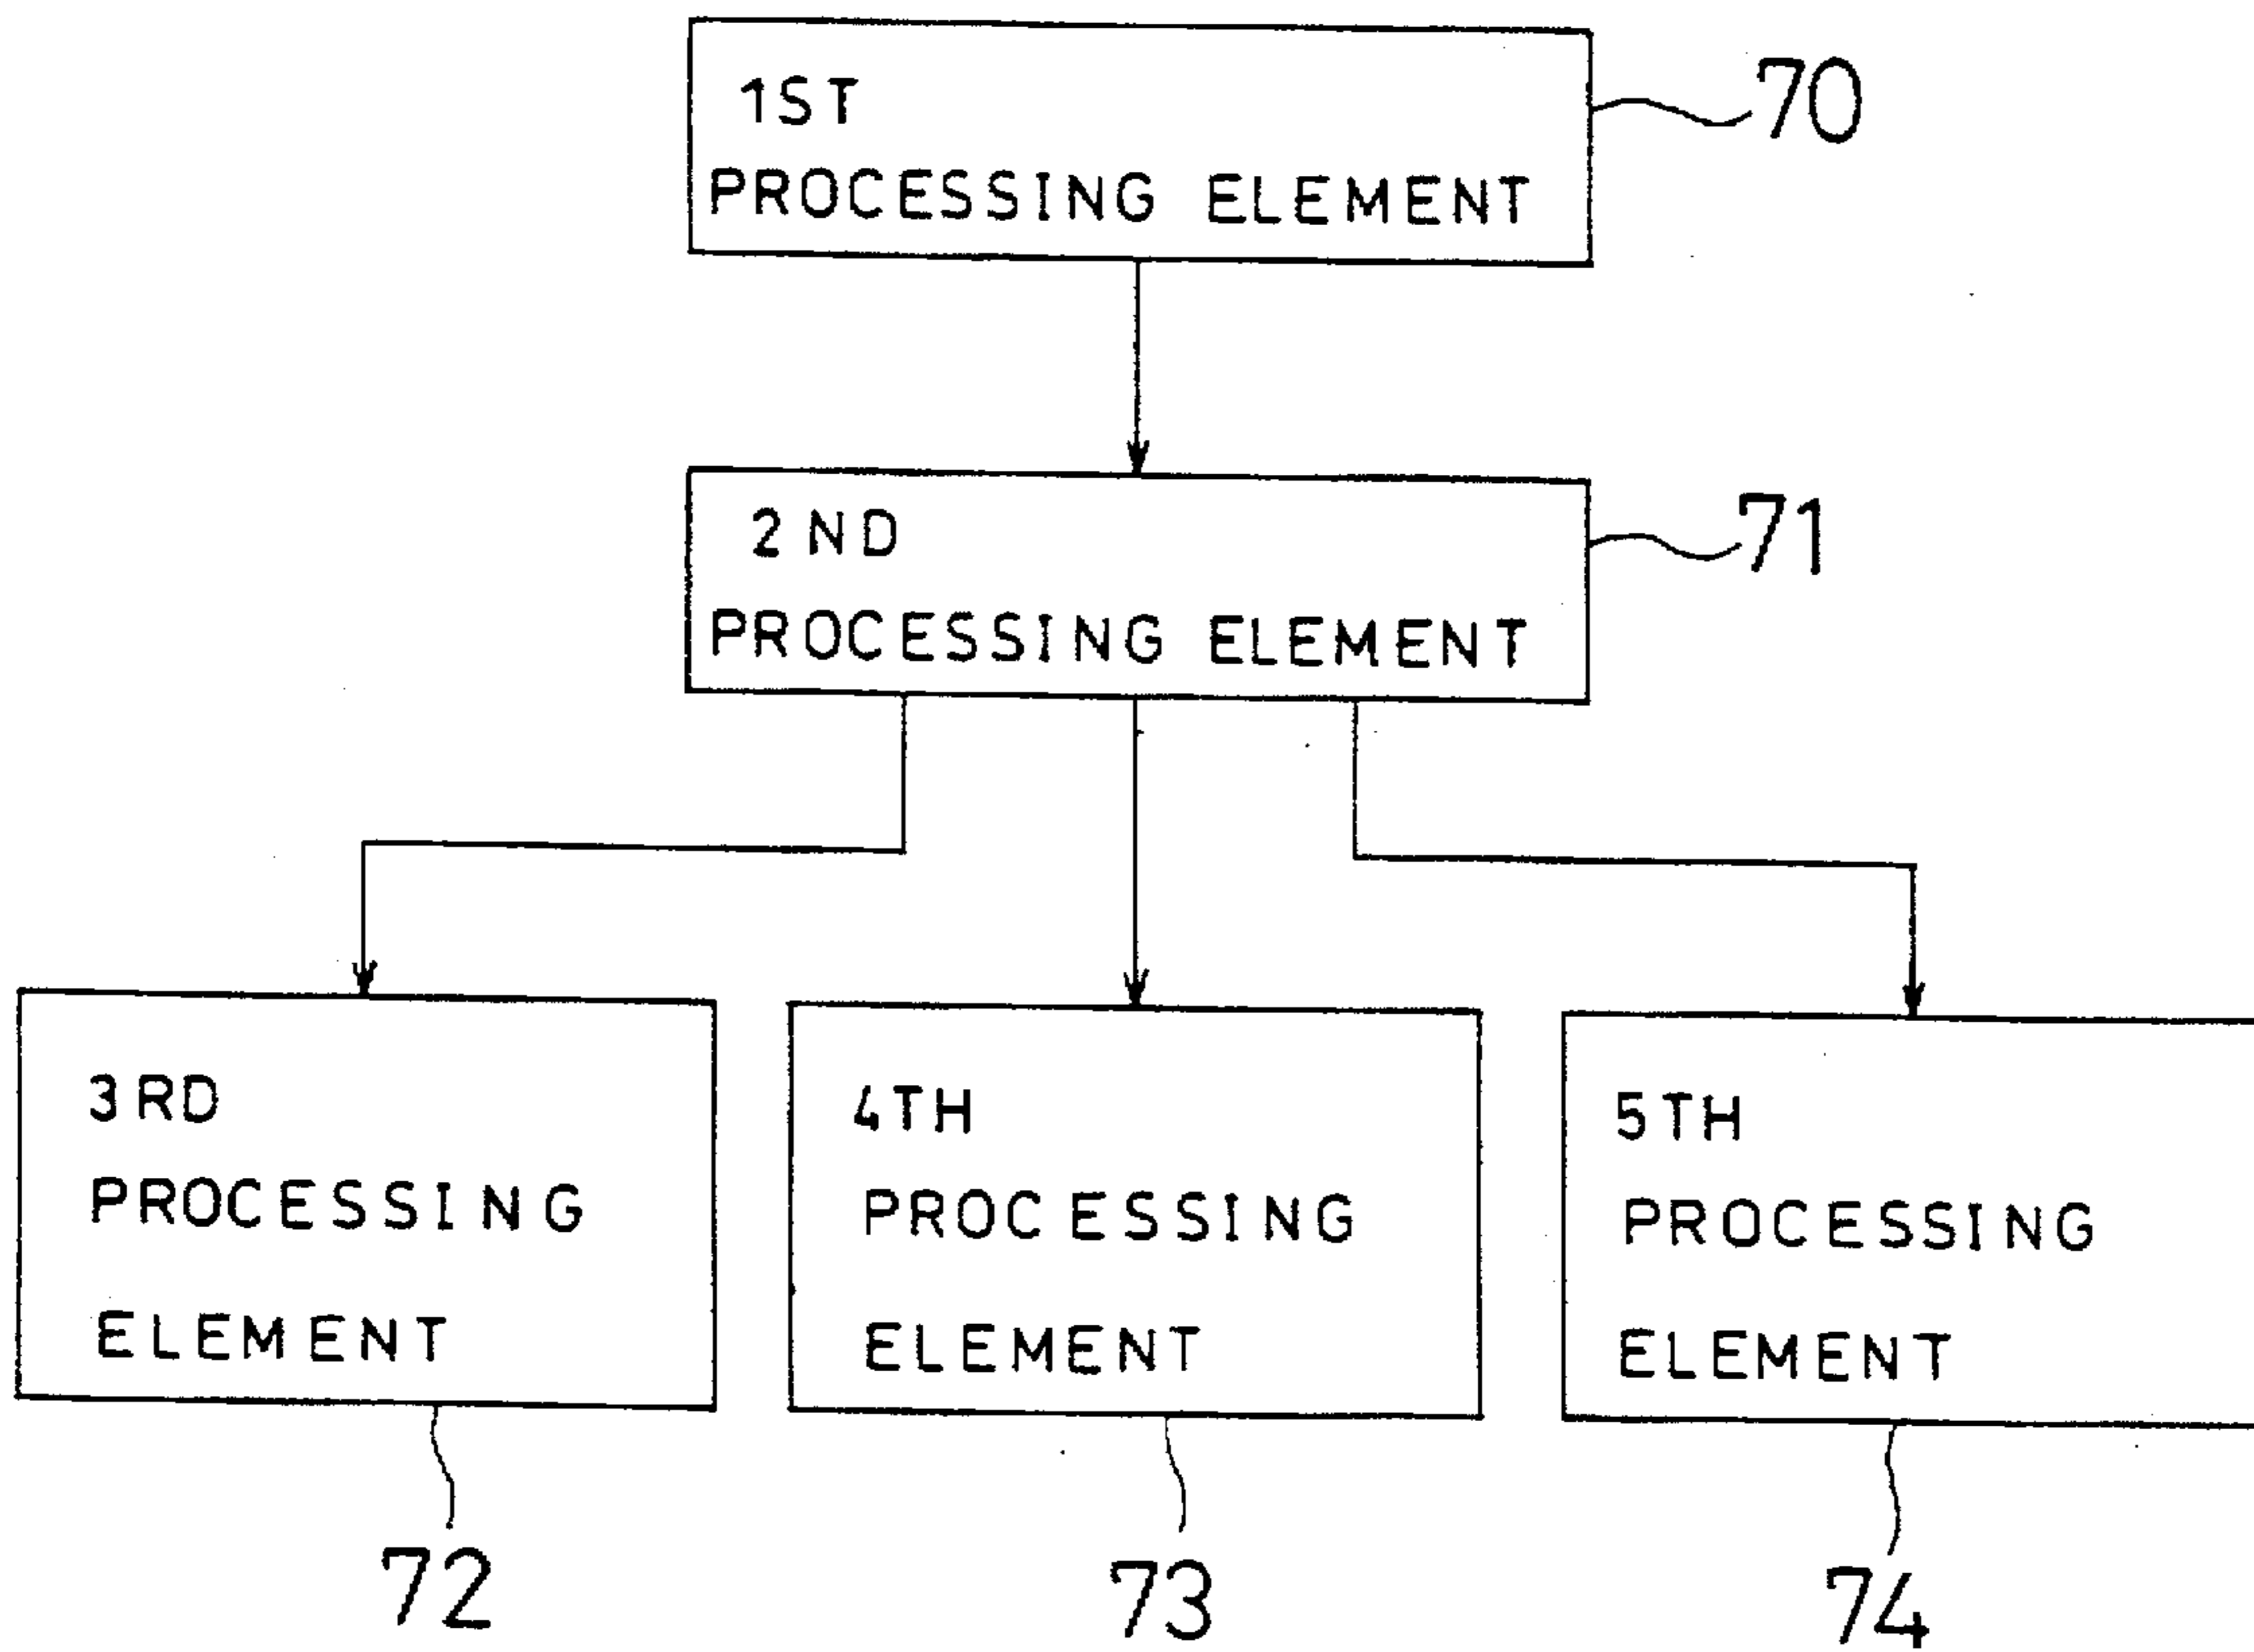 1ST
PROCESSING ELEMENT
70
2ND
PROCESSING ELEMENT
71
3RD
PROCESSING
ELEMENT
72
4TH
PROCESSING
ELEMENT
73
5TH
PROCESSING
ELEMENT
74